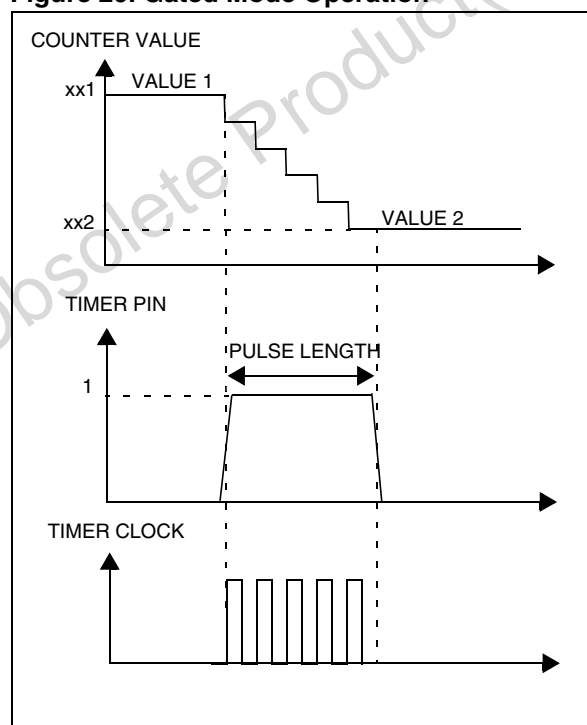 Figure 29. Gated Mode Operation
COUNTER VALUE
xx1
VALUE 1
xx2
VALUE 2
TIMER PIN
PULSE LENGTH
1
TIMER CLOCK
Obsolete Product(